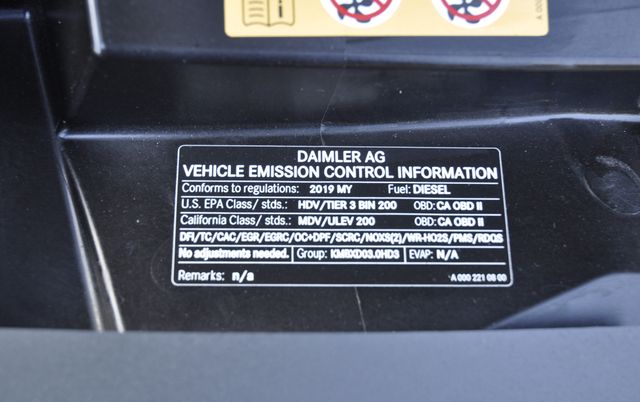 DAIMLER AG
VEHICLE EMISSION CONTROL INFORMATION
Conforms to regulations: 2019 MY Fuel: DIESEL
U.S. EPA Class/ stds.: HDV/TIER 3 BIN 200 OBD: CA OBD II
California Class/ stds.: MDV/ULEV 200 OBD: CA OBD II
DFI/TC/CAC/EGR/EGRC/OC+DPF/SCRC/NOXS(2)/WR-HO2S/PMS/RDQS
No adjustments needed. Group: KMBXD03.0HD3 EVAP: N/A
Remarks: n/a A 000 221 08 00